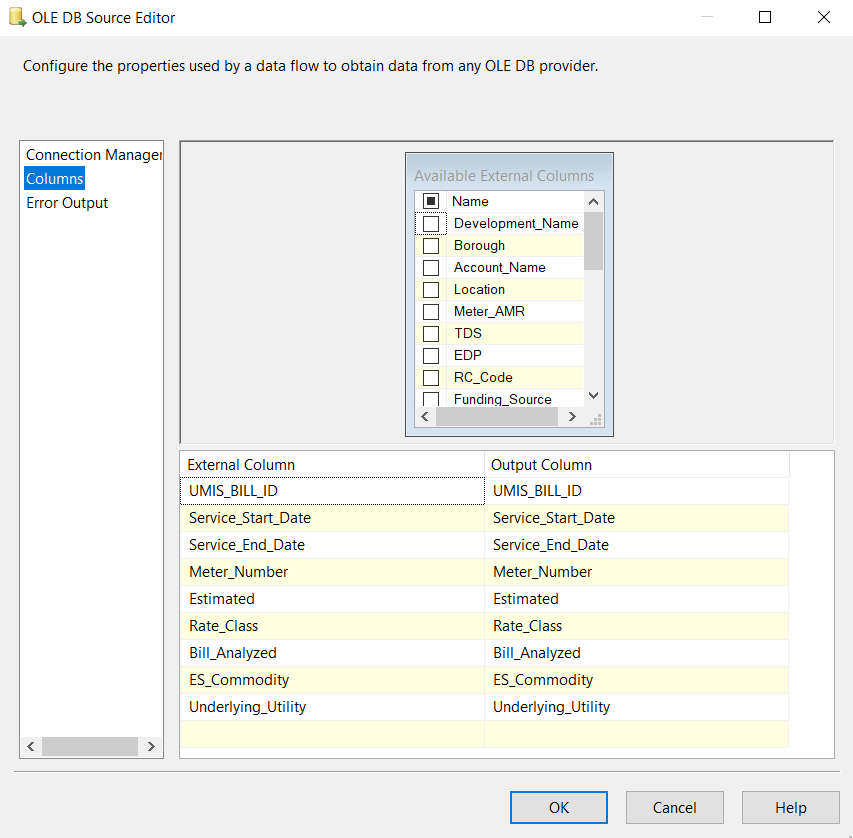 OLE DB Source Editor
Configure the properties used by a data flow to obtain data from any OLE DB provider.
Connection Manager
Columns
Error Output
Available External Columns
Name
Development_Name
Borough
Account_Name
Location
Meter_AMR
TDS
EDP
RC_Code
Funding_Source
External Column Output Column
UMIS_BILL_ID UMIS_BILL_ID
Service_Start_Date Service_Start_Date
Service_End_Date Service_End_Date
Meter_Number Meter_Number
Estimated Estimated
Rate_Class Rate_Class
Bill_Analyzed Bill_Analyzed
ES_Commodity ES_Commodity
Underlying_Utility Underlying_Utility
OK Cancel Help